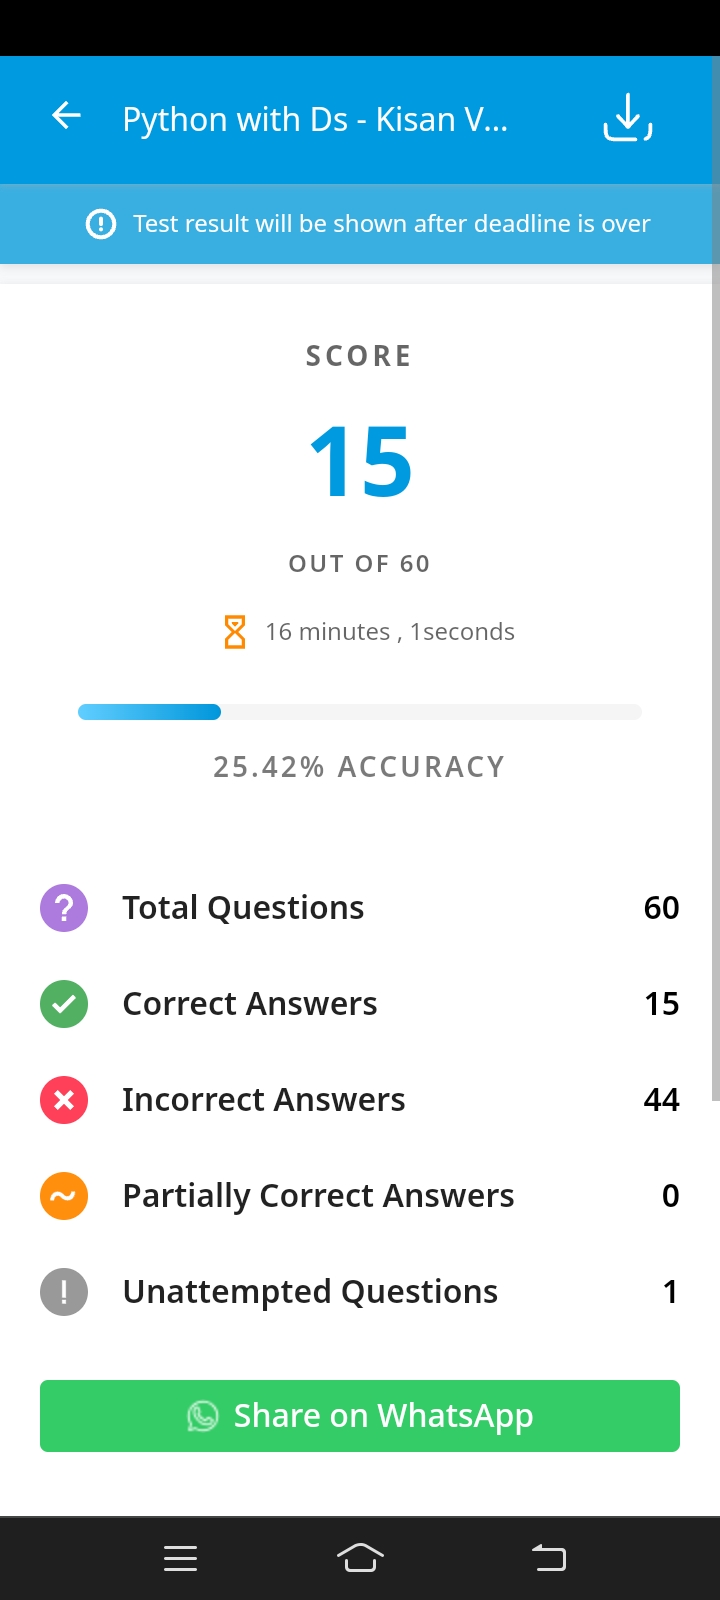 Python with Ds - Kisan V...
Test result will be shown after deadline is over
SCORE
15
OUT OF 60
16 minutes , 1seconds
25.42% ACCURACY
Total Questions 60
Correct Answers 15
Incorrect Answers 44
Partially Correct Answers 0
Unattempted Questions 1
Share on WhatsApp